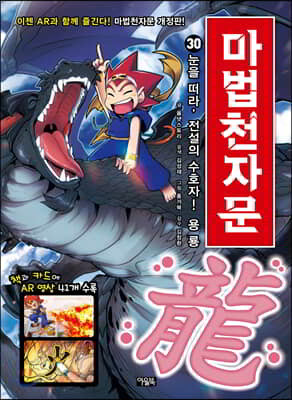 이젠 AR과 함께 즐긴다! 마법천자문 개정판!
마법천자문
30 눈을 떠라, 전설의 수호자! 용 룡
龍
책과 카드에
AR 영상 41개 수록
아울북